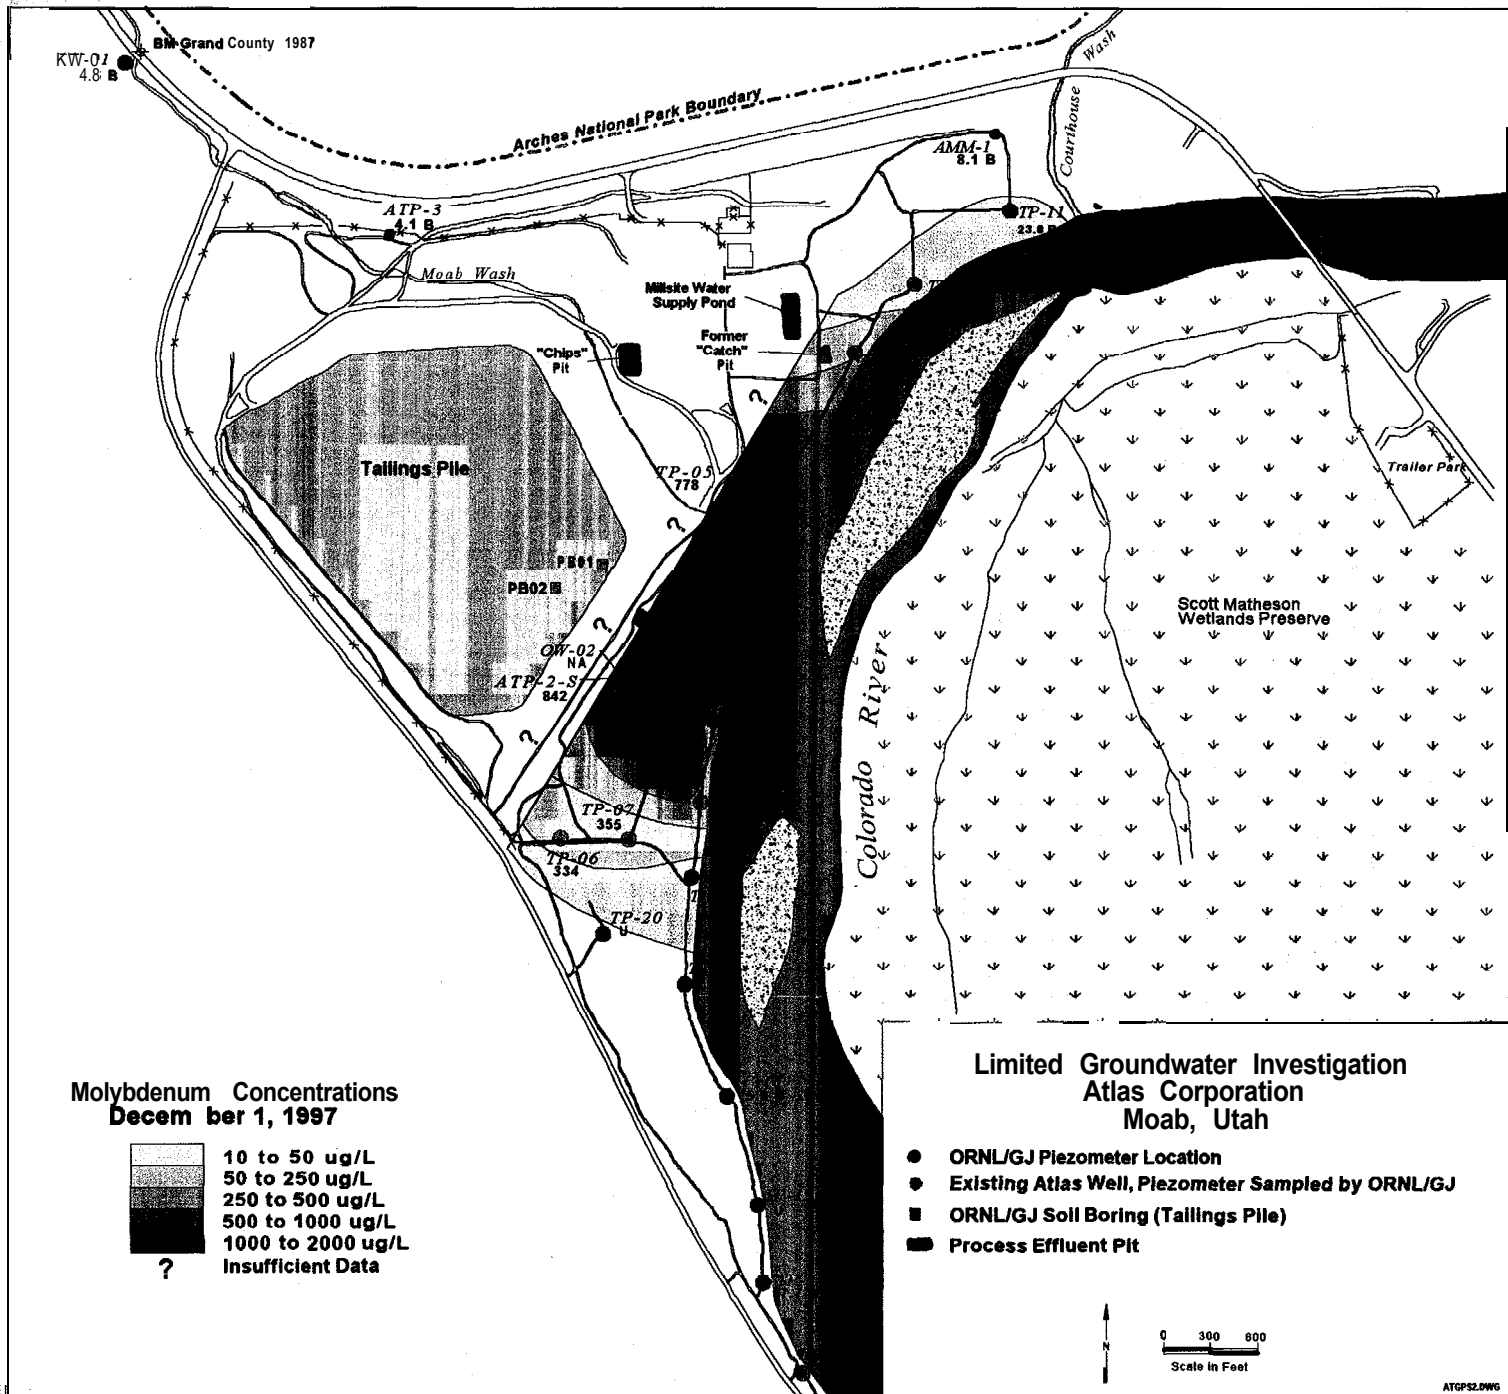 BM-Grand County 1987
KW-01
4.8 B
Arches National Park Boundary
Courthouse Wash
AMM-1
8.1 B
ATP-3
4.1 B
TP-11
23.8
Moab Wash
Millsite Water
Supply Pond
Former
"Catch"
Pit
"Chips"
Pit
?
Tailings Pile
TP-05
778
Trailer Park
?
PB01
PB02
Scott Matheson
Wetlands Preserve
?
OW-02
NA
ATP-2-S
842
?
Colorado River
TP-07
355
TP-06
334
TP-20
U
Molybdenum Concentrations
Decem ber 1, 1997
10 to 50 ug/L
50 to 250 ug/L
250 to 500 ug/L
500 to 1000 ug/L
1000 to 2000 ug/L
? Insufficient Data
Limited Groundwater Investigation
Atlas Corporation
Moab, Utah
ORNL/GJ Piezometer Location
Existing Atlas Well, Piezometer Sampled by ORNL/GJ
ORNL/GJ Soil Boring (Tailings Pile)
Process Effluent Pit
N
0 300 600
Scale in Feet
ATGPS2.DWG